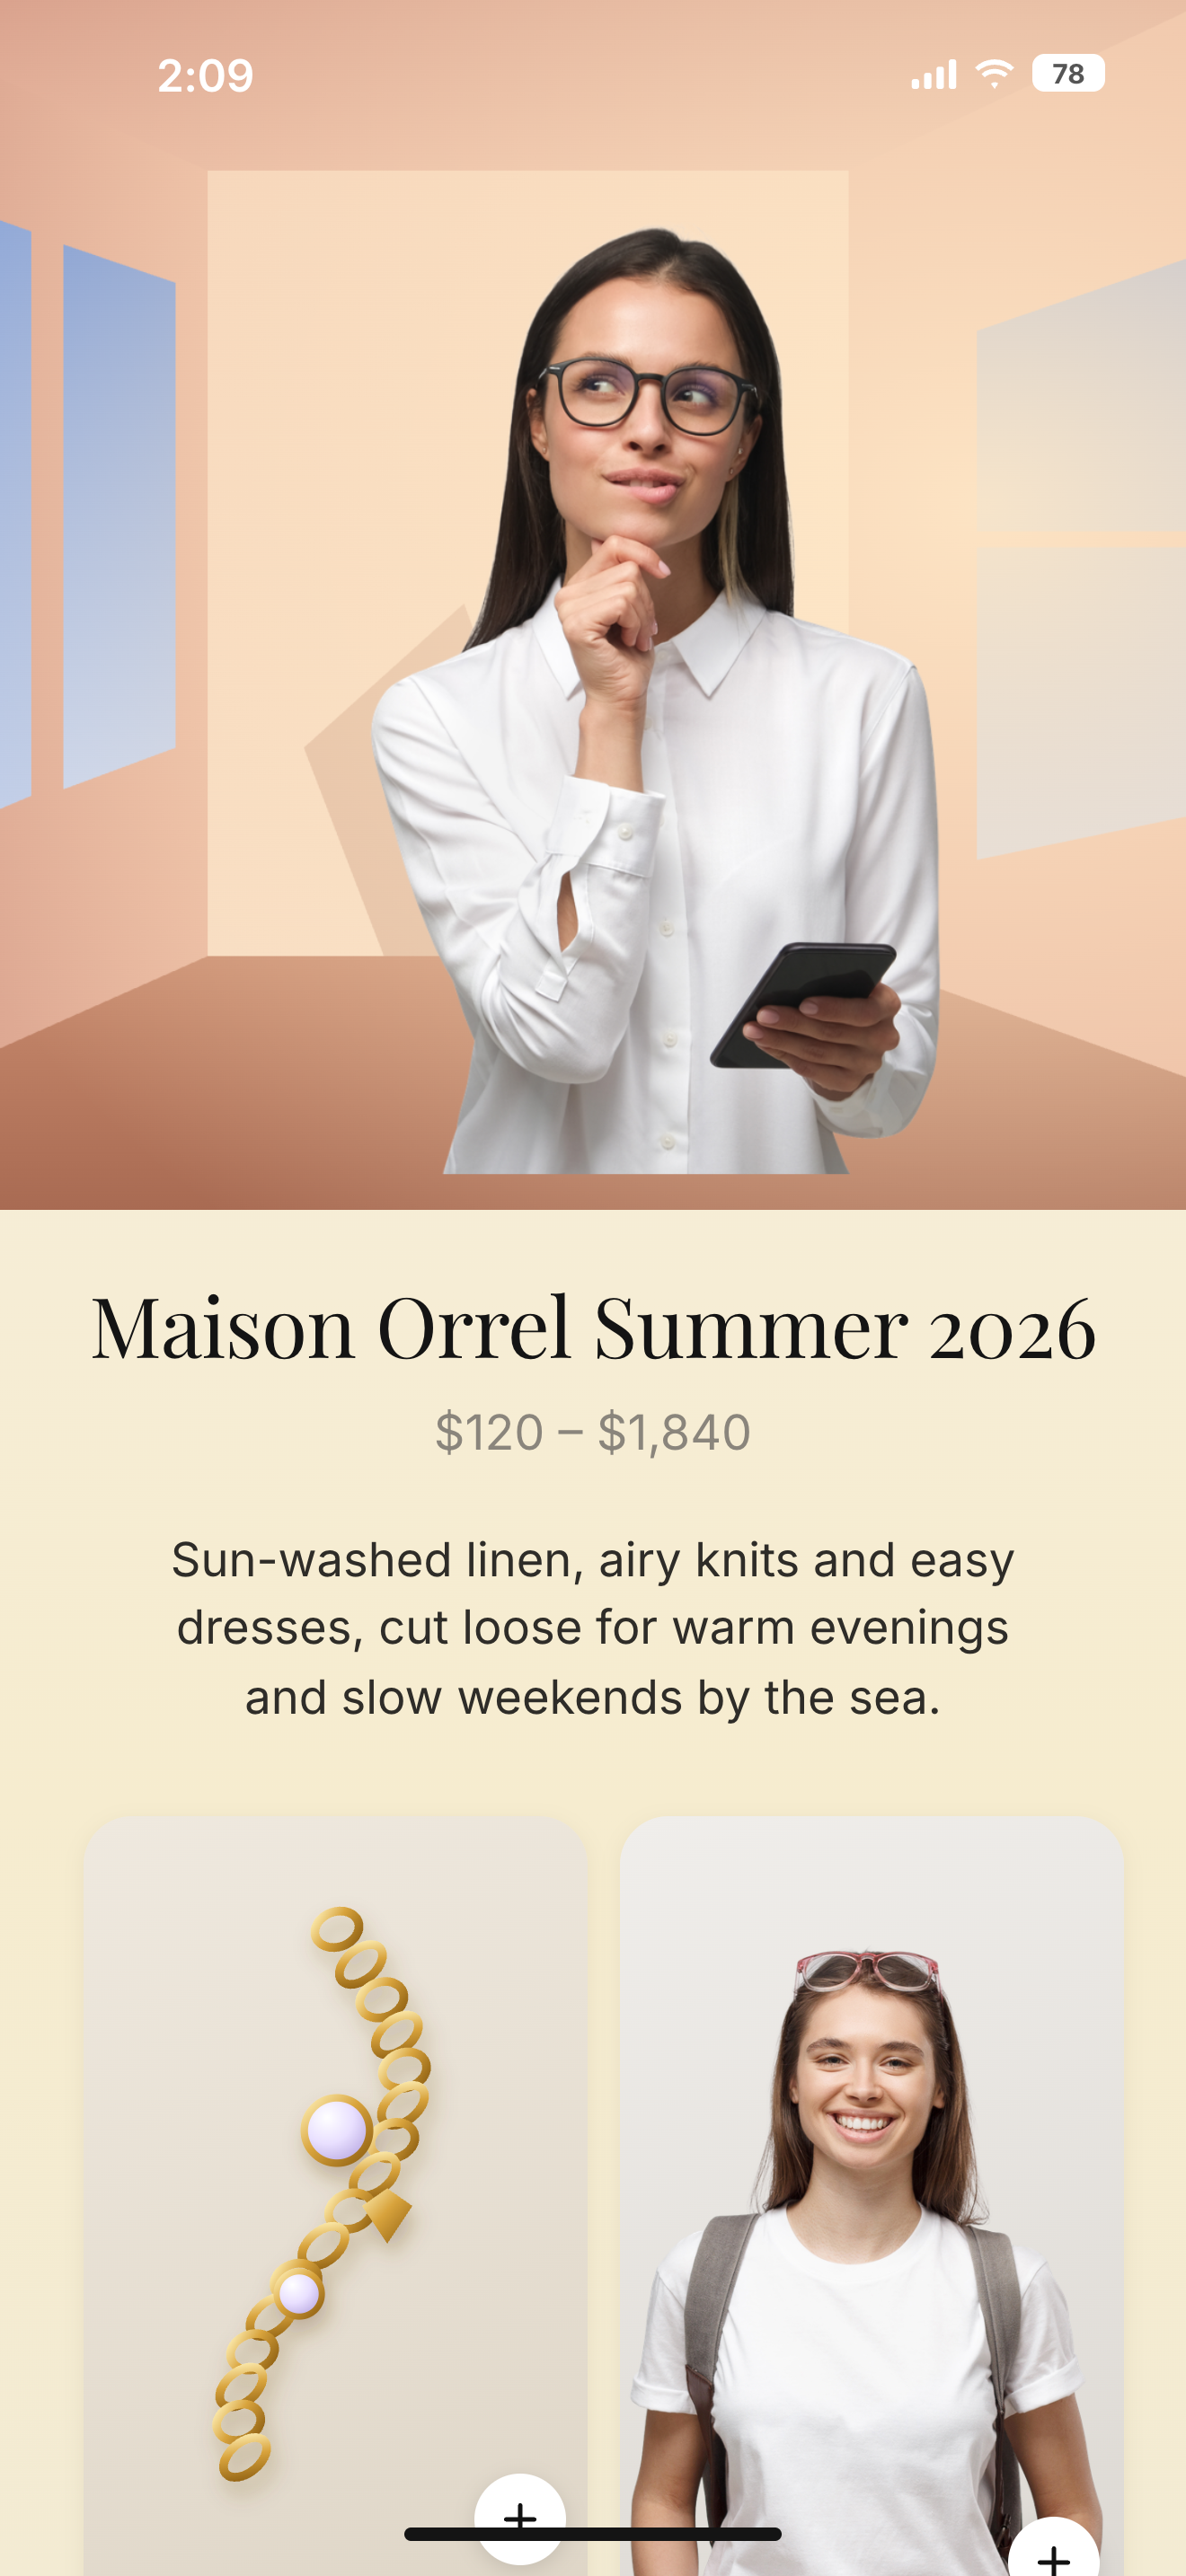 2:09
78
Maison Orrel Summer 2026
$120 – $1,840
Sun-washed linen, airy knits and easy
dresses, cut loose for warm evenings
and slow weekends by the sea.